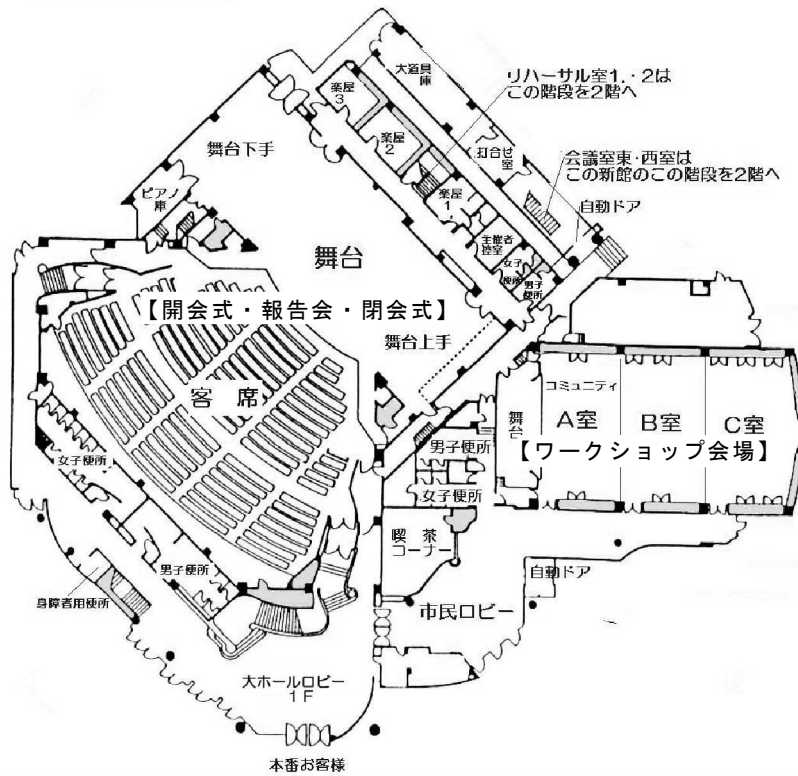 大道具
庫
楽屋
3
楽屋
2
楽屋
1
リハーサル室1,・2は
この階段を2階へ
釘合せ
室
会議室東・西室は
この新館のこの階段を2階へ
自動ドア
舞台下手
ピアノ
庫
主催者
控室
女子
便所
男子
便所
舞台
【開会式・報告会・閉会式】
舞台上手
客席
コミュニティ
A室
B室
C室
舞台
【ワークショップ会場】
男子便所
女子便所
女子便所
喫茶
コーナー
自動ドア
男子便所
身障者用便所
市民ロビー
大ホールロビー
1F
本番お客様